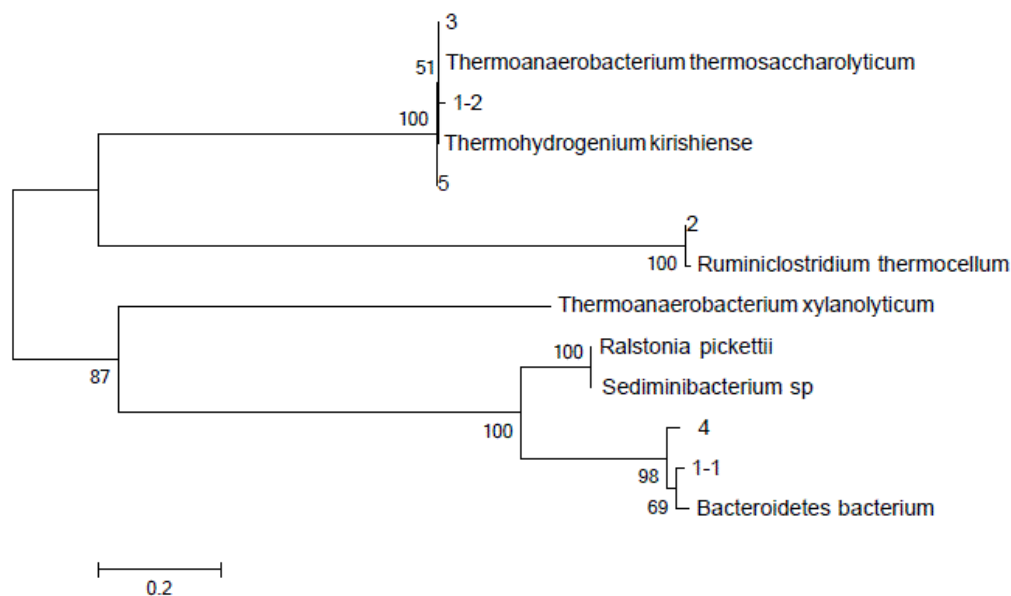 3
51
Thermoanaerobacterium thermosaccharolyticum
1-2
100
Thermohydrogenium kirishiense
5
2
100
Ruminiclostridium thermocellum
Thermoanaerobacterium xylanolyticum
100
Ralstonia pickettii
87
Sediminibacterium sp
4
100
1-1
98
69
Bacteroidetes bacterium
0.2